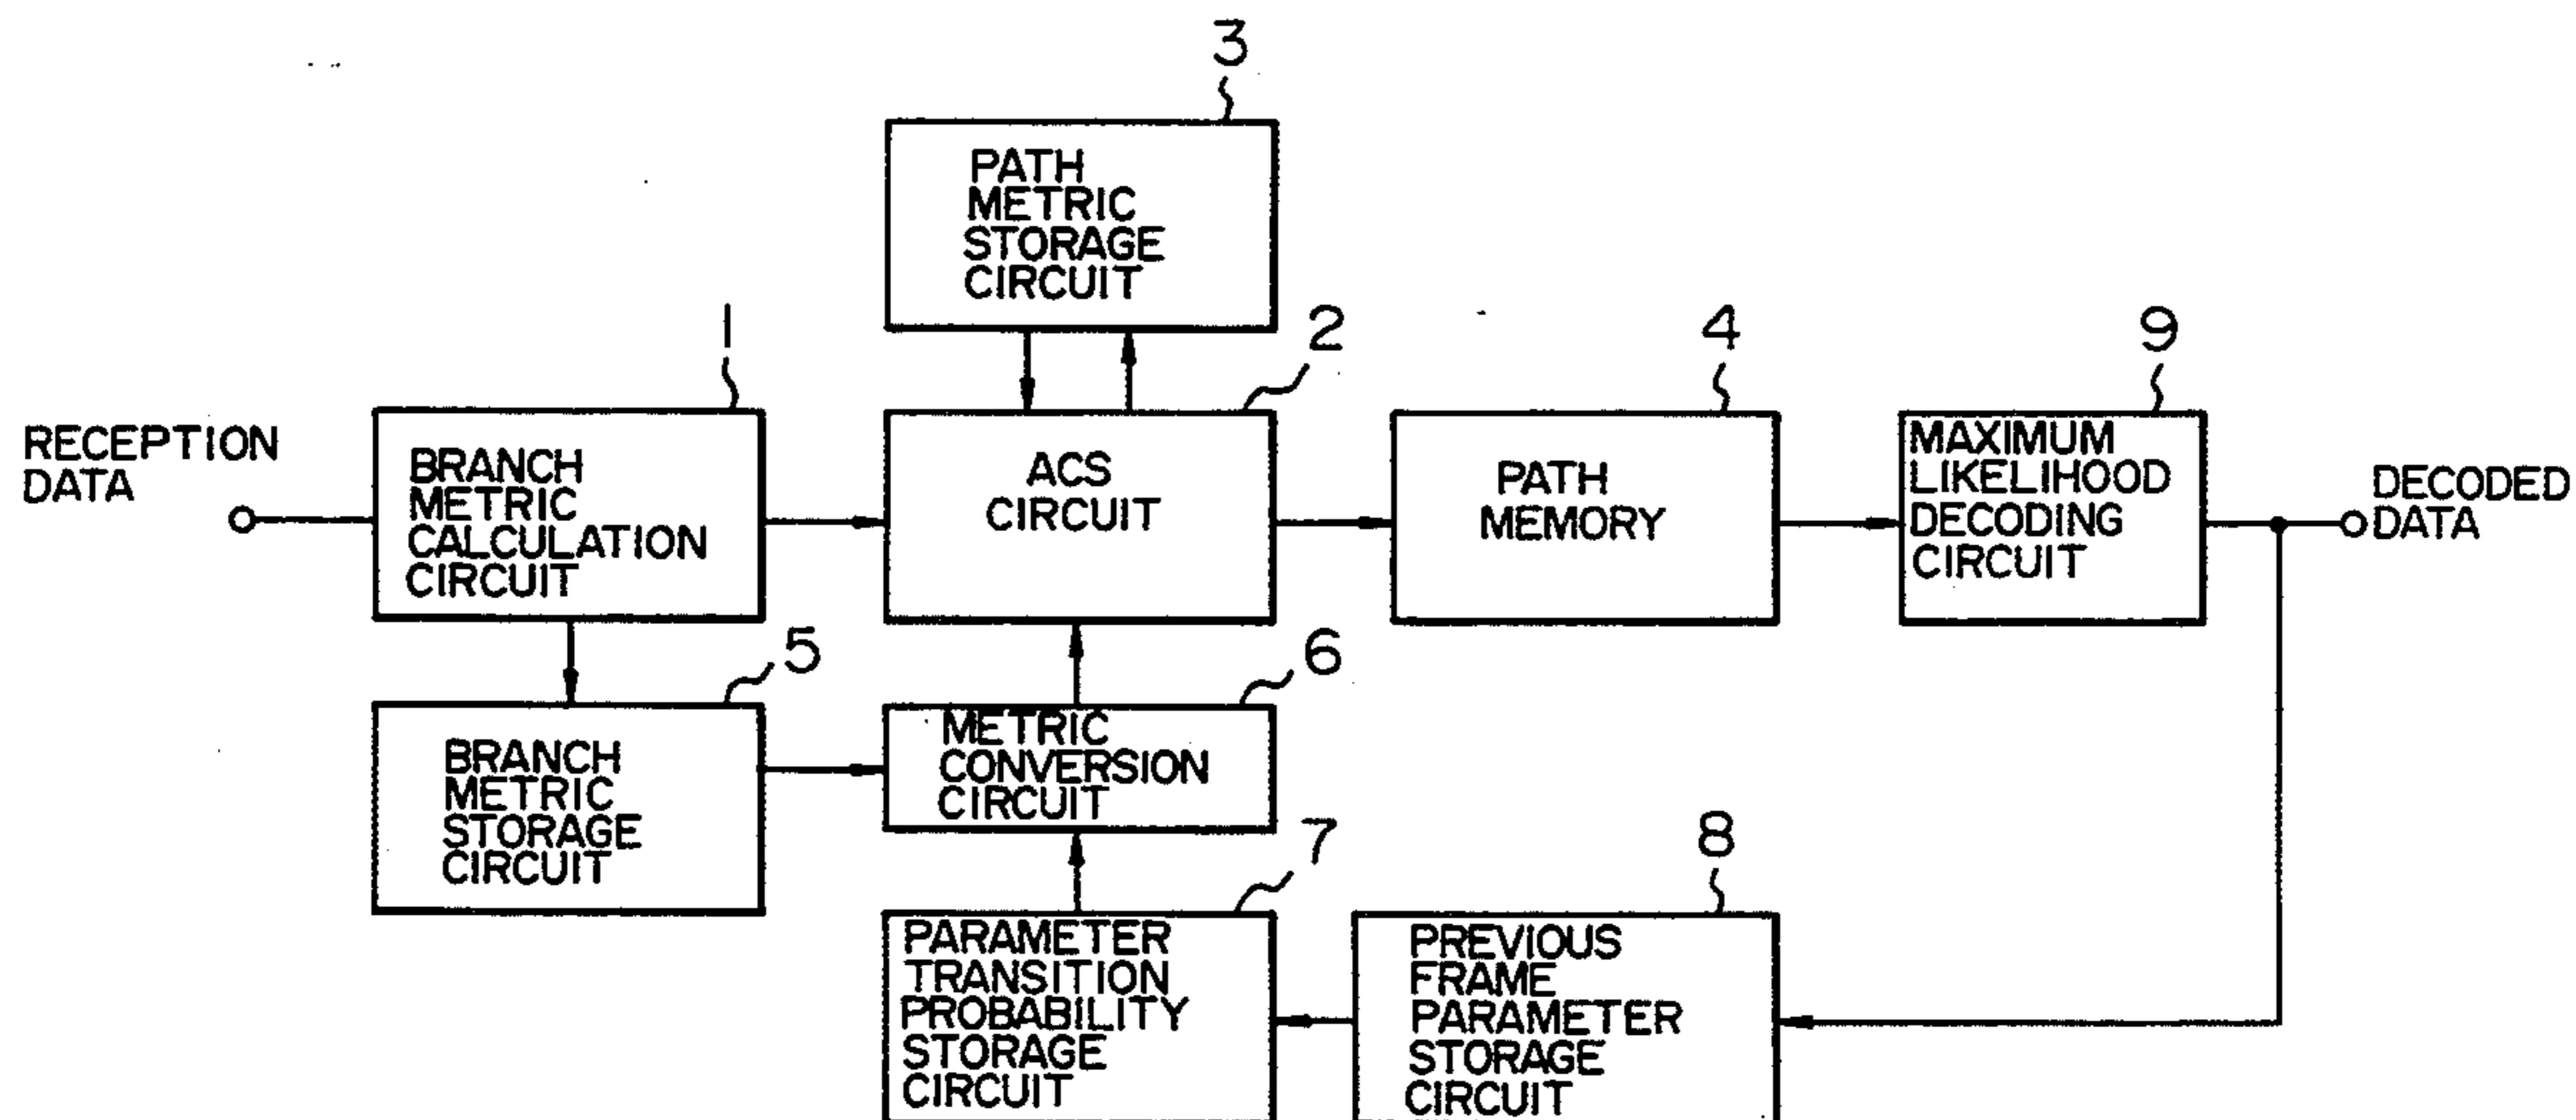 3
PATH
METRIC
STORAGE
CIRCUIT
1
2
4
9
RECEPTION
DATA
BRANCH
METRIC
CALCULATION
CIRCUIT
ACS
CIRCUIT
PATH
MEMORY
MAXIMUM
LIKELIHOOD
DECODING
CIRCUIT
DECODED
DATA
5
6
BRANCH
METRIC
STORAGE
CIRCUIT
METRIC
CONVERSION
CIRCUIT
7
8
PARAMETER
TRANSITION
PROBABILITY
STORAGE
CIRCUIT
PREVIOUS
FRAME
PARAMETER
STORAGE
CIRCUIT